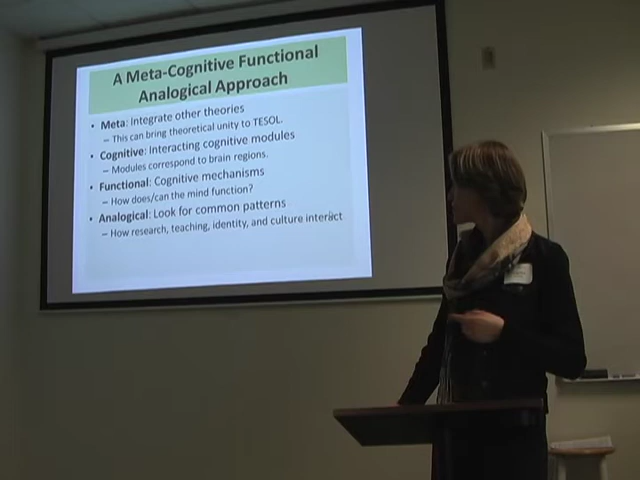 A Meta-Cognitive Functional
Analogical Approach
• Meta: Integrate other theories
– This can bring theoretical unity to TESOL.
• Cognitive: Interacting cognitive modules
– Modules correspond to brain regions.
• Functional: Cognitive mechanisms
– How does/can the mind function?
• Analogical: Look for common patterns
– How research, teaching, identity, and culture interact